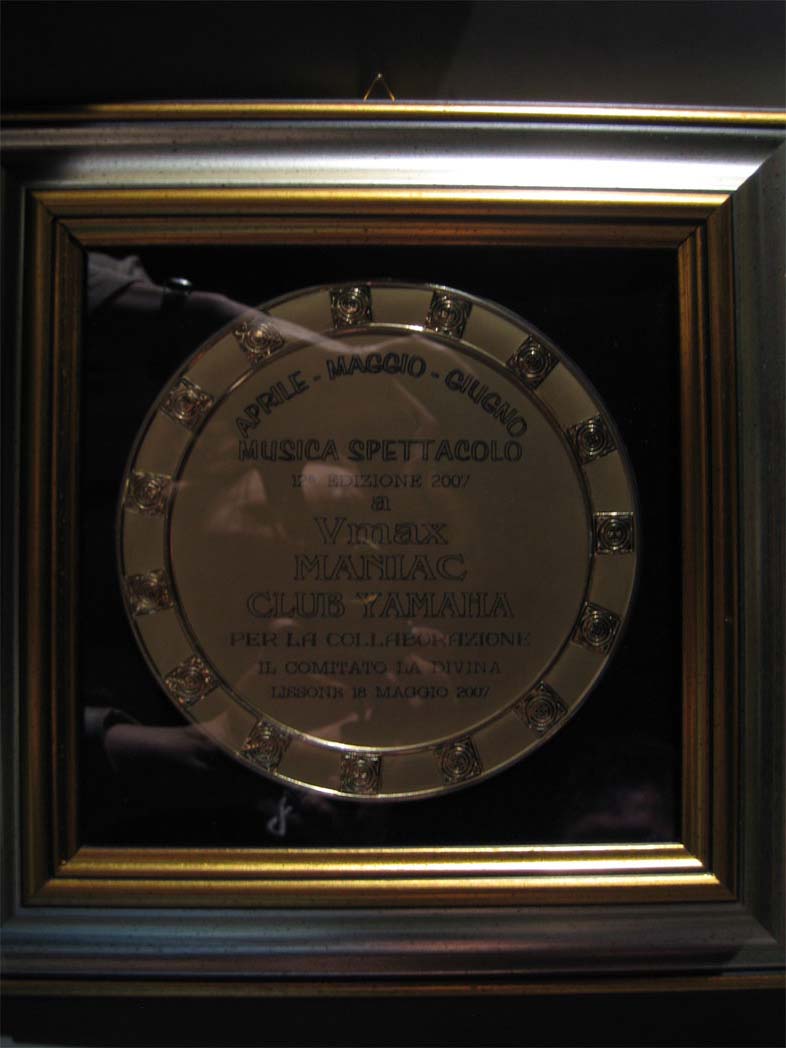 APRILE - MAGGIO - GIUGNO
MUSICA SPETTACOLO
12ª EDIZIONE 2007
a
Vmax
MANIAC
CLUB YAMAHA
PER LA COLLABORAZIONE
IL COMITATO LA DIVINA
LISSONE 18 MAGGIO 2007